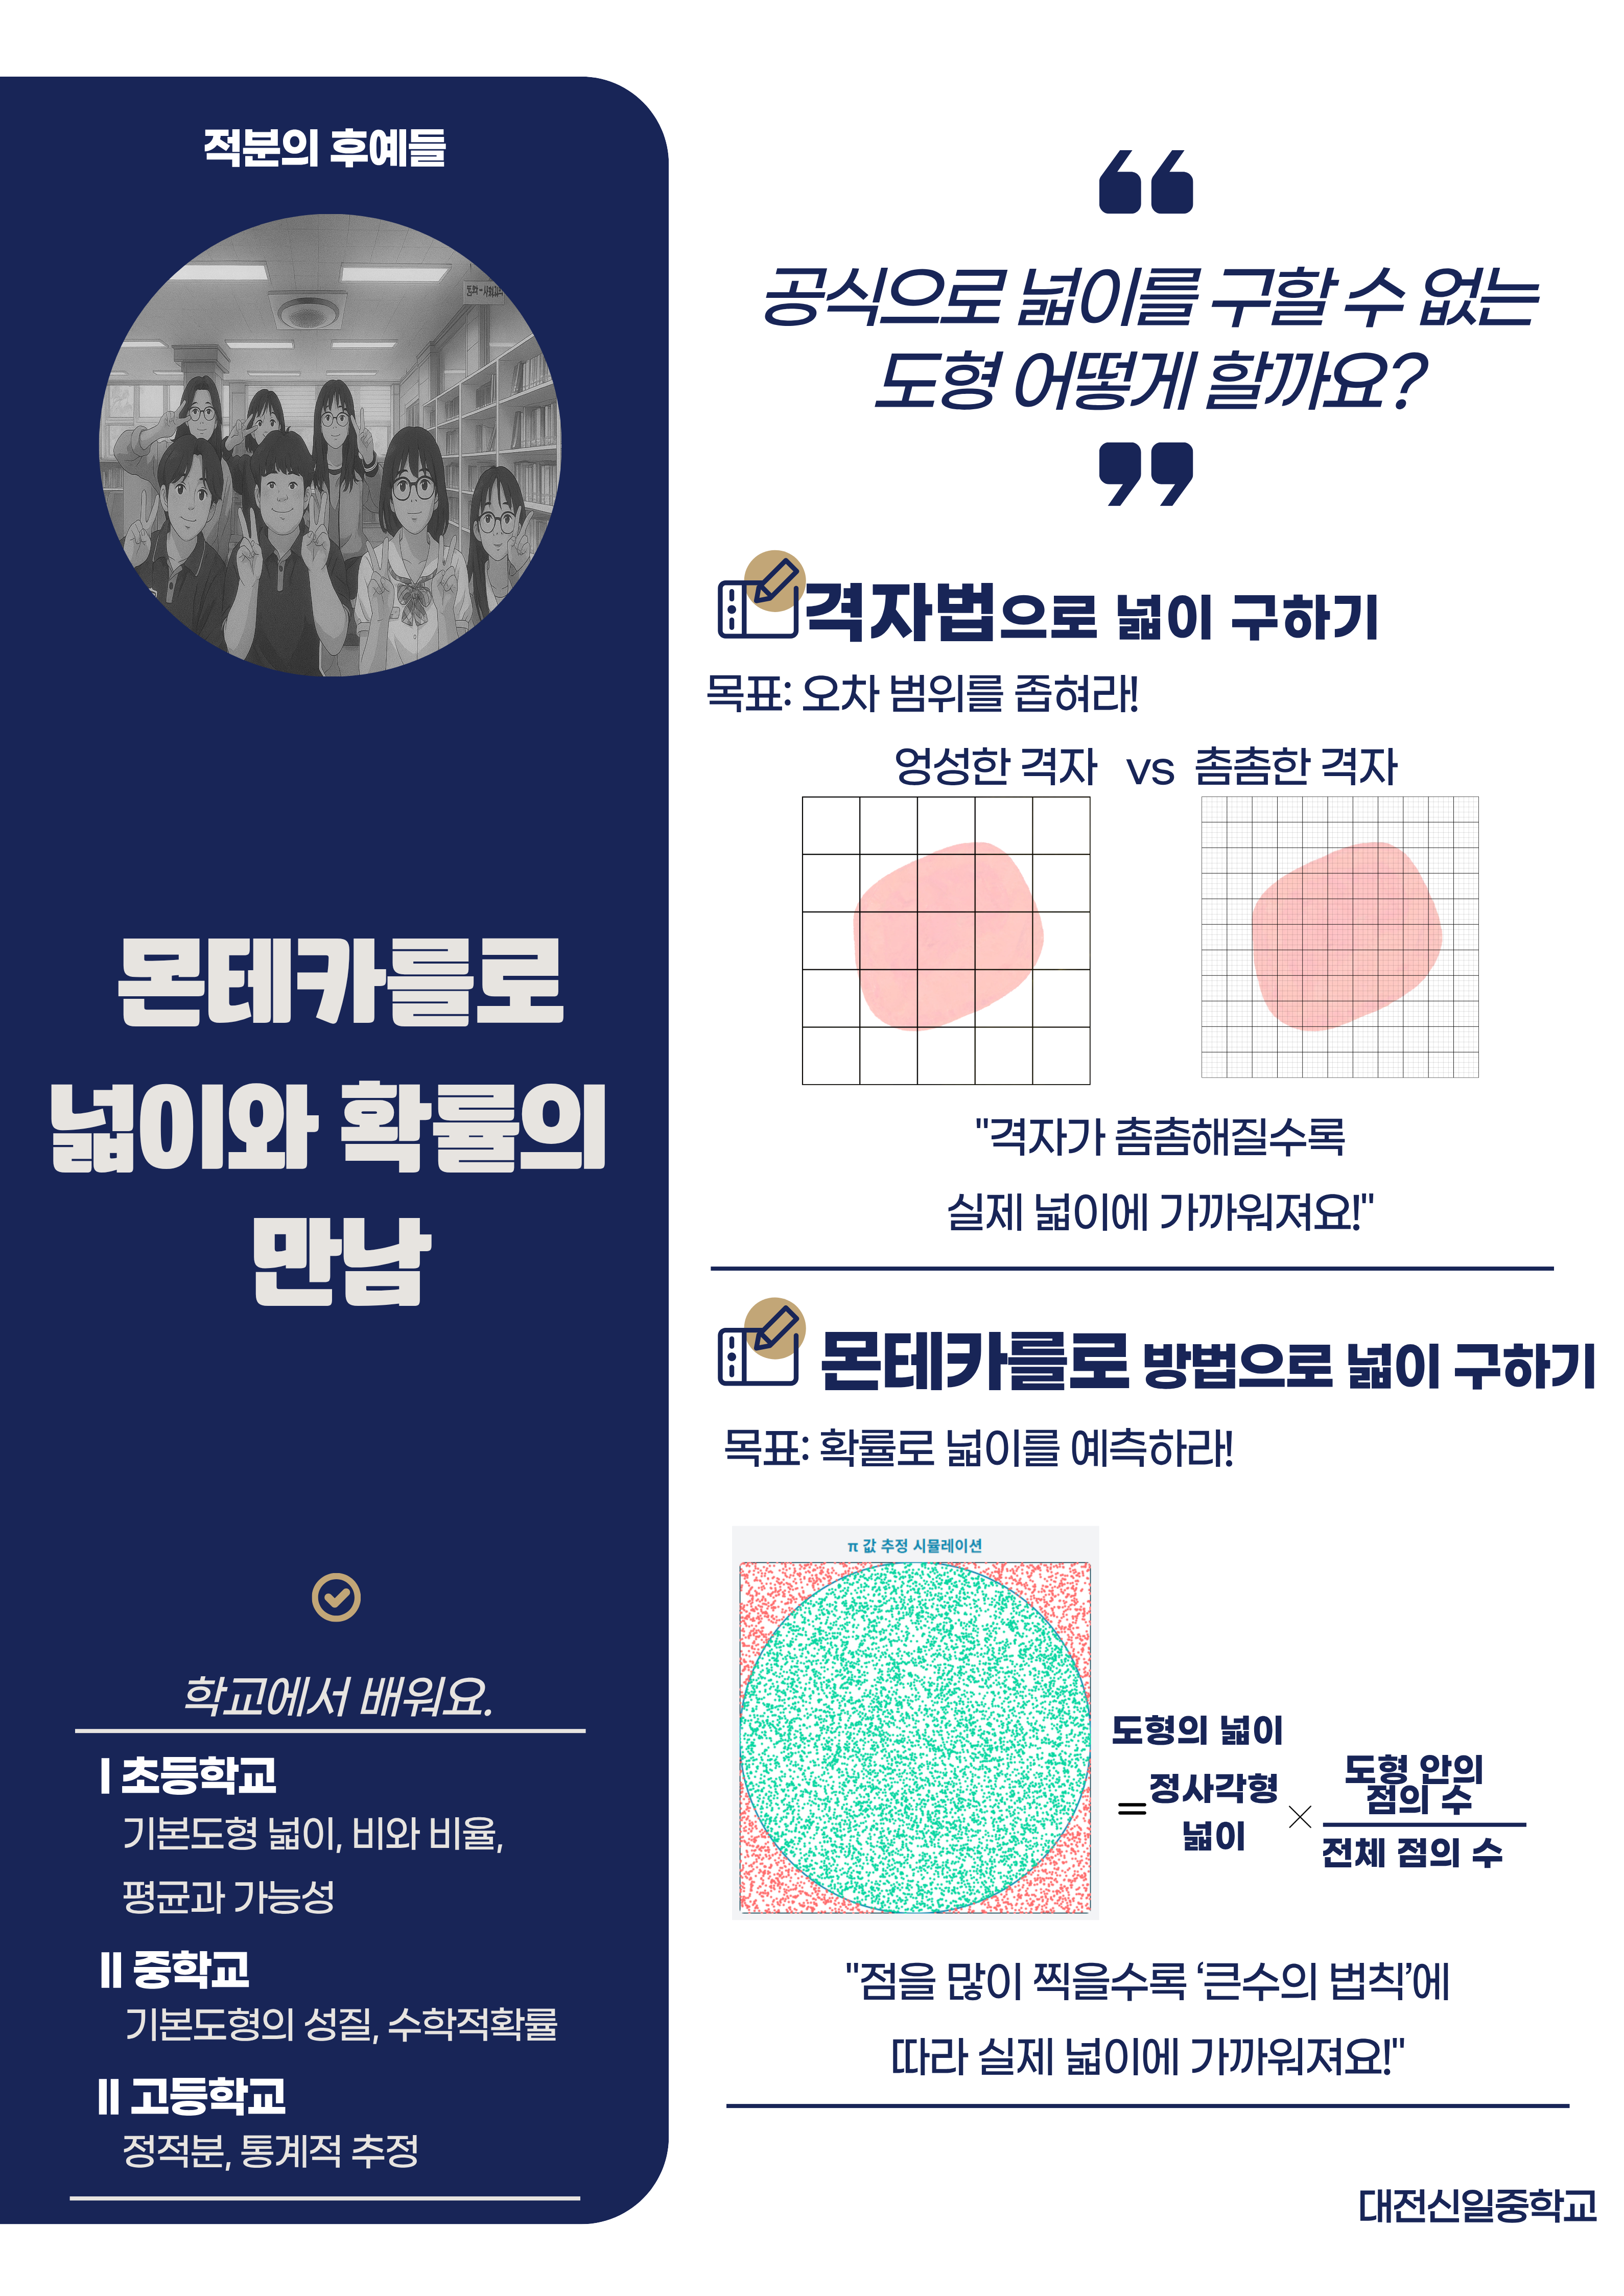 적분의 후예들
몬테카를로
넓이와 확률의
만남
학교에서 배워요.
I 초등학교
기본도형 넓이, 비와 비율,
평균과 가능성
II 중학교
기본도형의 성질, 수학적확률
II 고등학교
정적분, 통계적 추정
“
공식으로 넓이를 구할 수 없는
도형 어떻게 할까요?
”
격자법으로 넓이 구하기
목표: 오차 범위를 좁혀라!
엉성한 격자 vs 촘촘한 격자
"격자가 촘촘해질수록
실제 넓이에 가까워져요!"
몬테카를로 방법으로 넓이 구하기
목표: 확률로 넓이를 예측하라!
π 값 추정 시뮬레이션
도형의 넓이
= 정사각형
넓이
×
도형 안의
점의 수
전체 점의 수
"점을 많이 찍을수록 ‘큰수의 법칙’에
따라 실제 넓이에 가까워져요!"
대전신일중학교